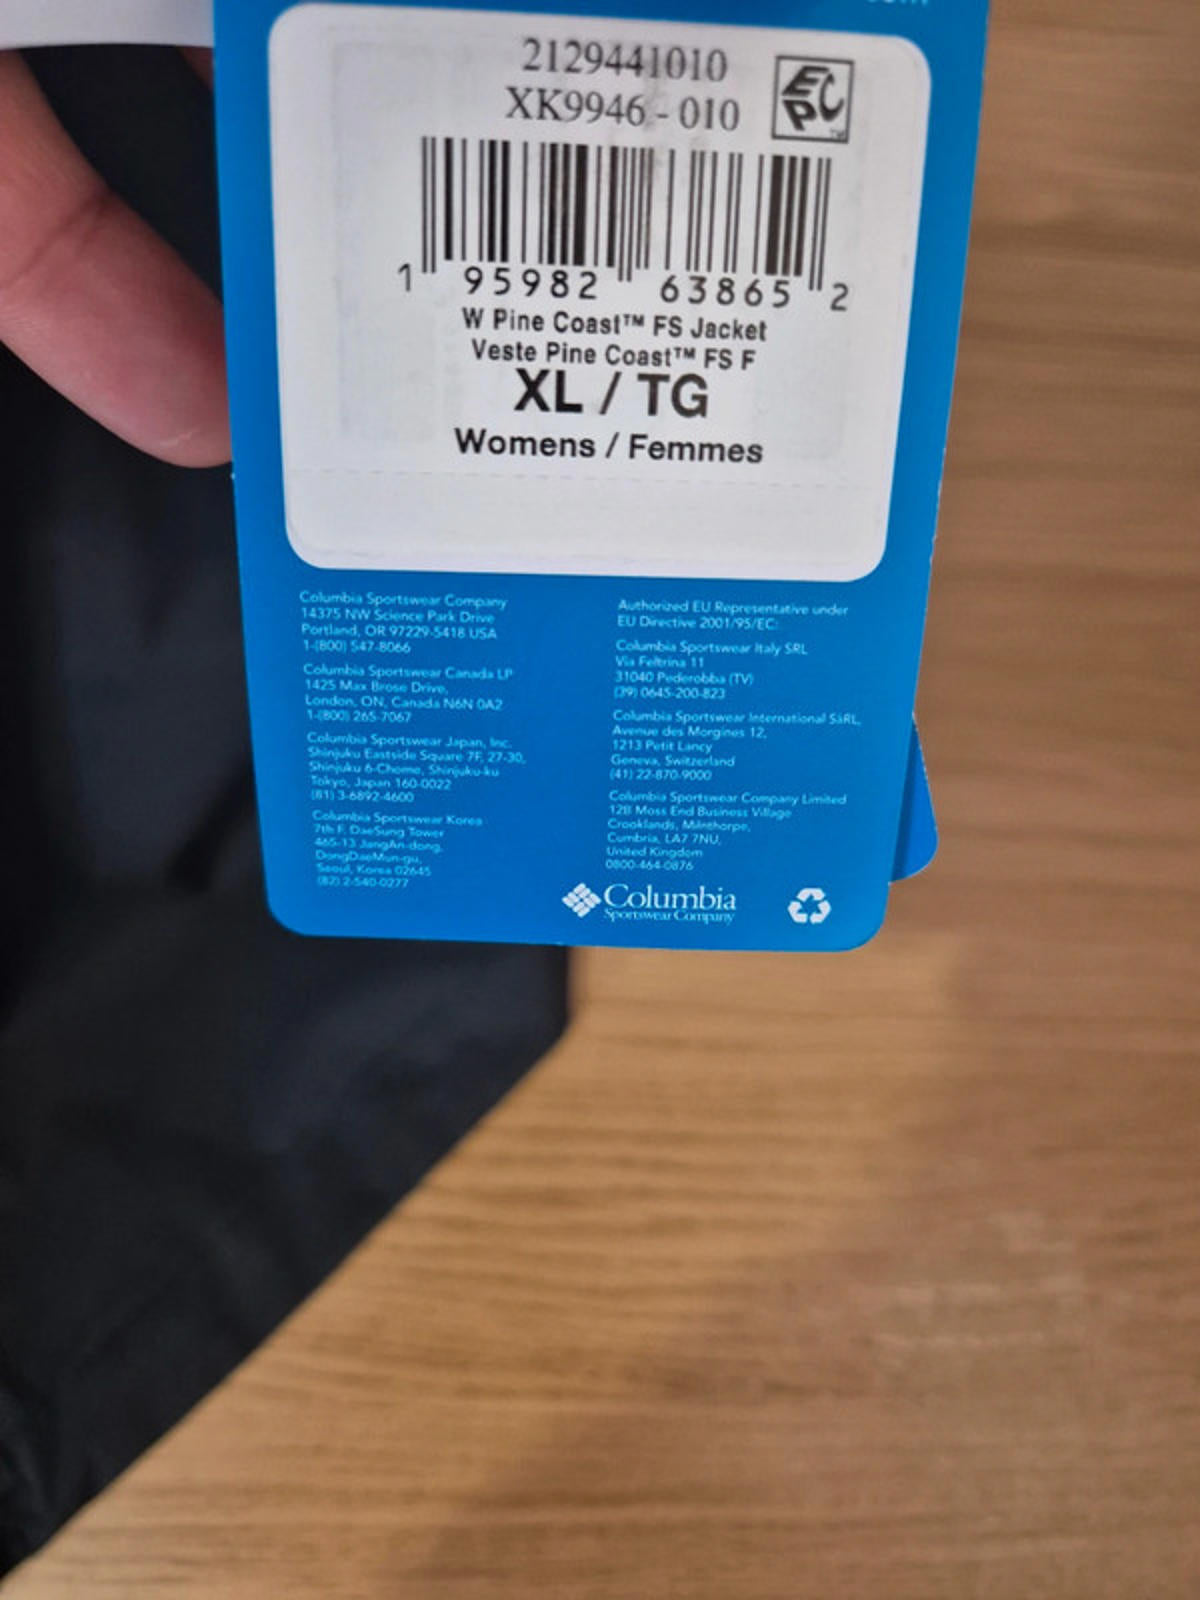 2129441010
XK9946 - 010
EPC
TM
1 95982 63865 2
W Pine Coast™ FS Jacket
Veste Pine Coast™ FS F
XL / TG
Womens / Femmes
Columbia Sportswear Company
14375 NW Science Park Drive
Portland, OR 97229-5418 USA
1-(800) 547-8066
Columbia Sportswear Canada LP
1425 Max Brose Drive,
London, ON, Canada N6N 0A2
1-(800) 265-7067
Columbia Sportswear Japan, Inc.
Shinjuku Eastside Square 7F, 27-30,
Shinjuku 6-Chome, Shinjuku-ku
Tokyo, Japan 160-0022
(81) 3-6892-4600
Columbia Sportswear Korea
7th F. DaeSung Tower
465-13 JangAn-dong,
DongDaeMun-gu,
Seoul, Korea 02645
(82) 2-540-0277
Authorized EU Representative under
EU Directive 2001/95/EC:
Columbia Sportswear Italy SRL
Via Feltrina 11
31040 Pederobba (TV)
(39) 0645-200-823
Columbia Sportswear International SàRL,
Avenue des Morgines 12,
1213 Petit Lancy
Geneva, Switzerland
(41) 22-870-9000
Columbia Sportswear Company Limited
12B Moss End Business Village
Crooklands, Milnthorpe,
Cumbria, LA7 7NU,
United Kingdom
0800-464-0876
Columbia
Sportswear Company